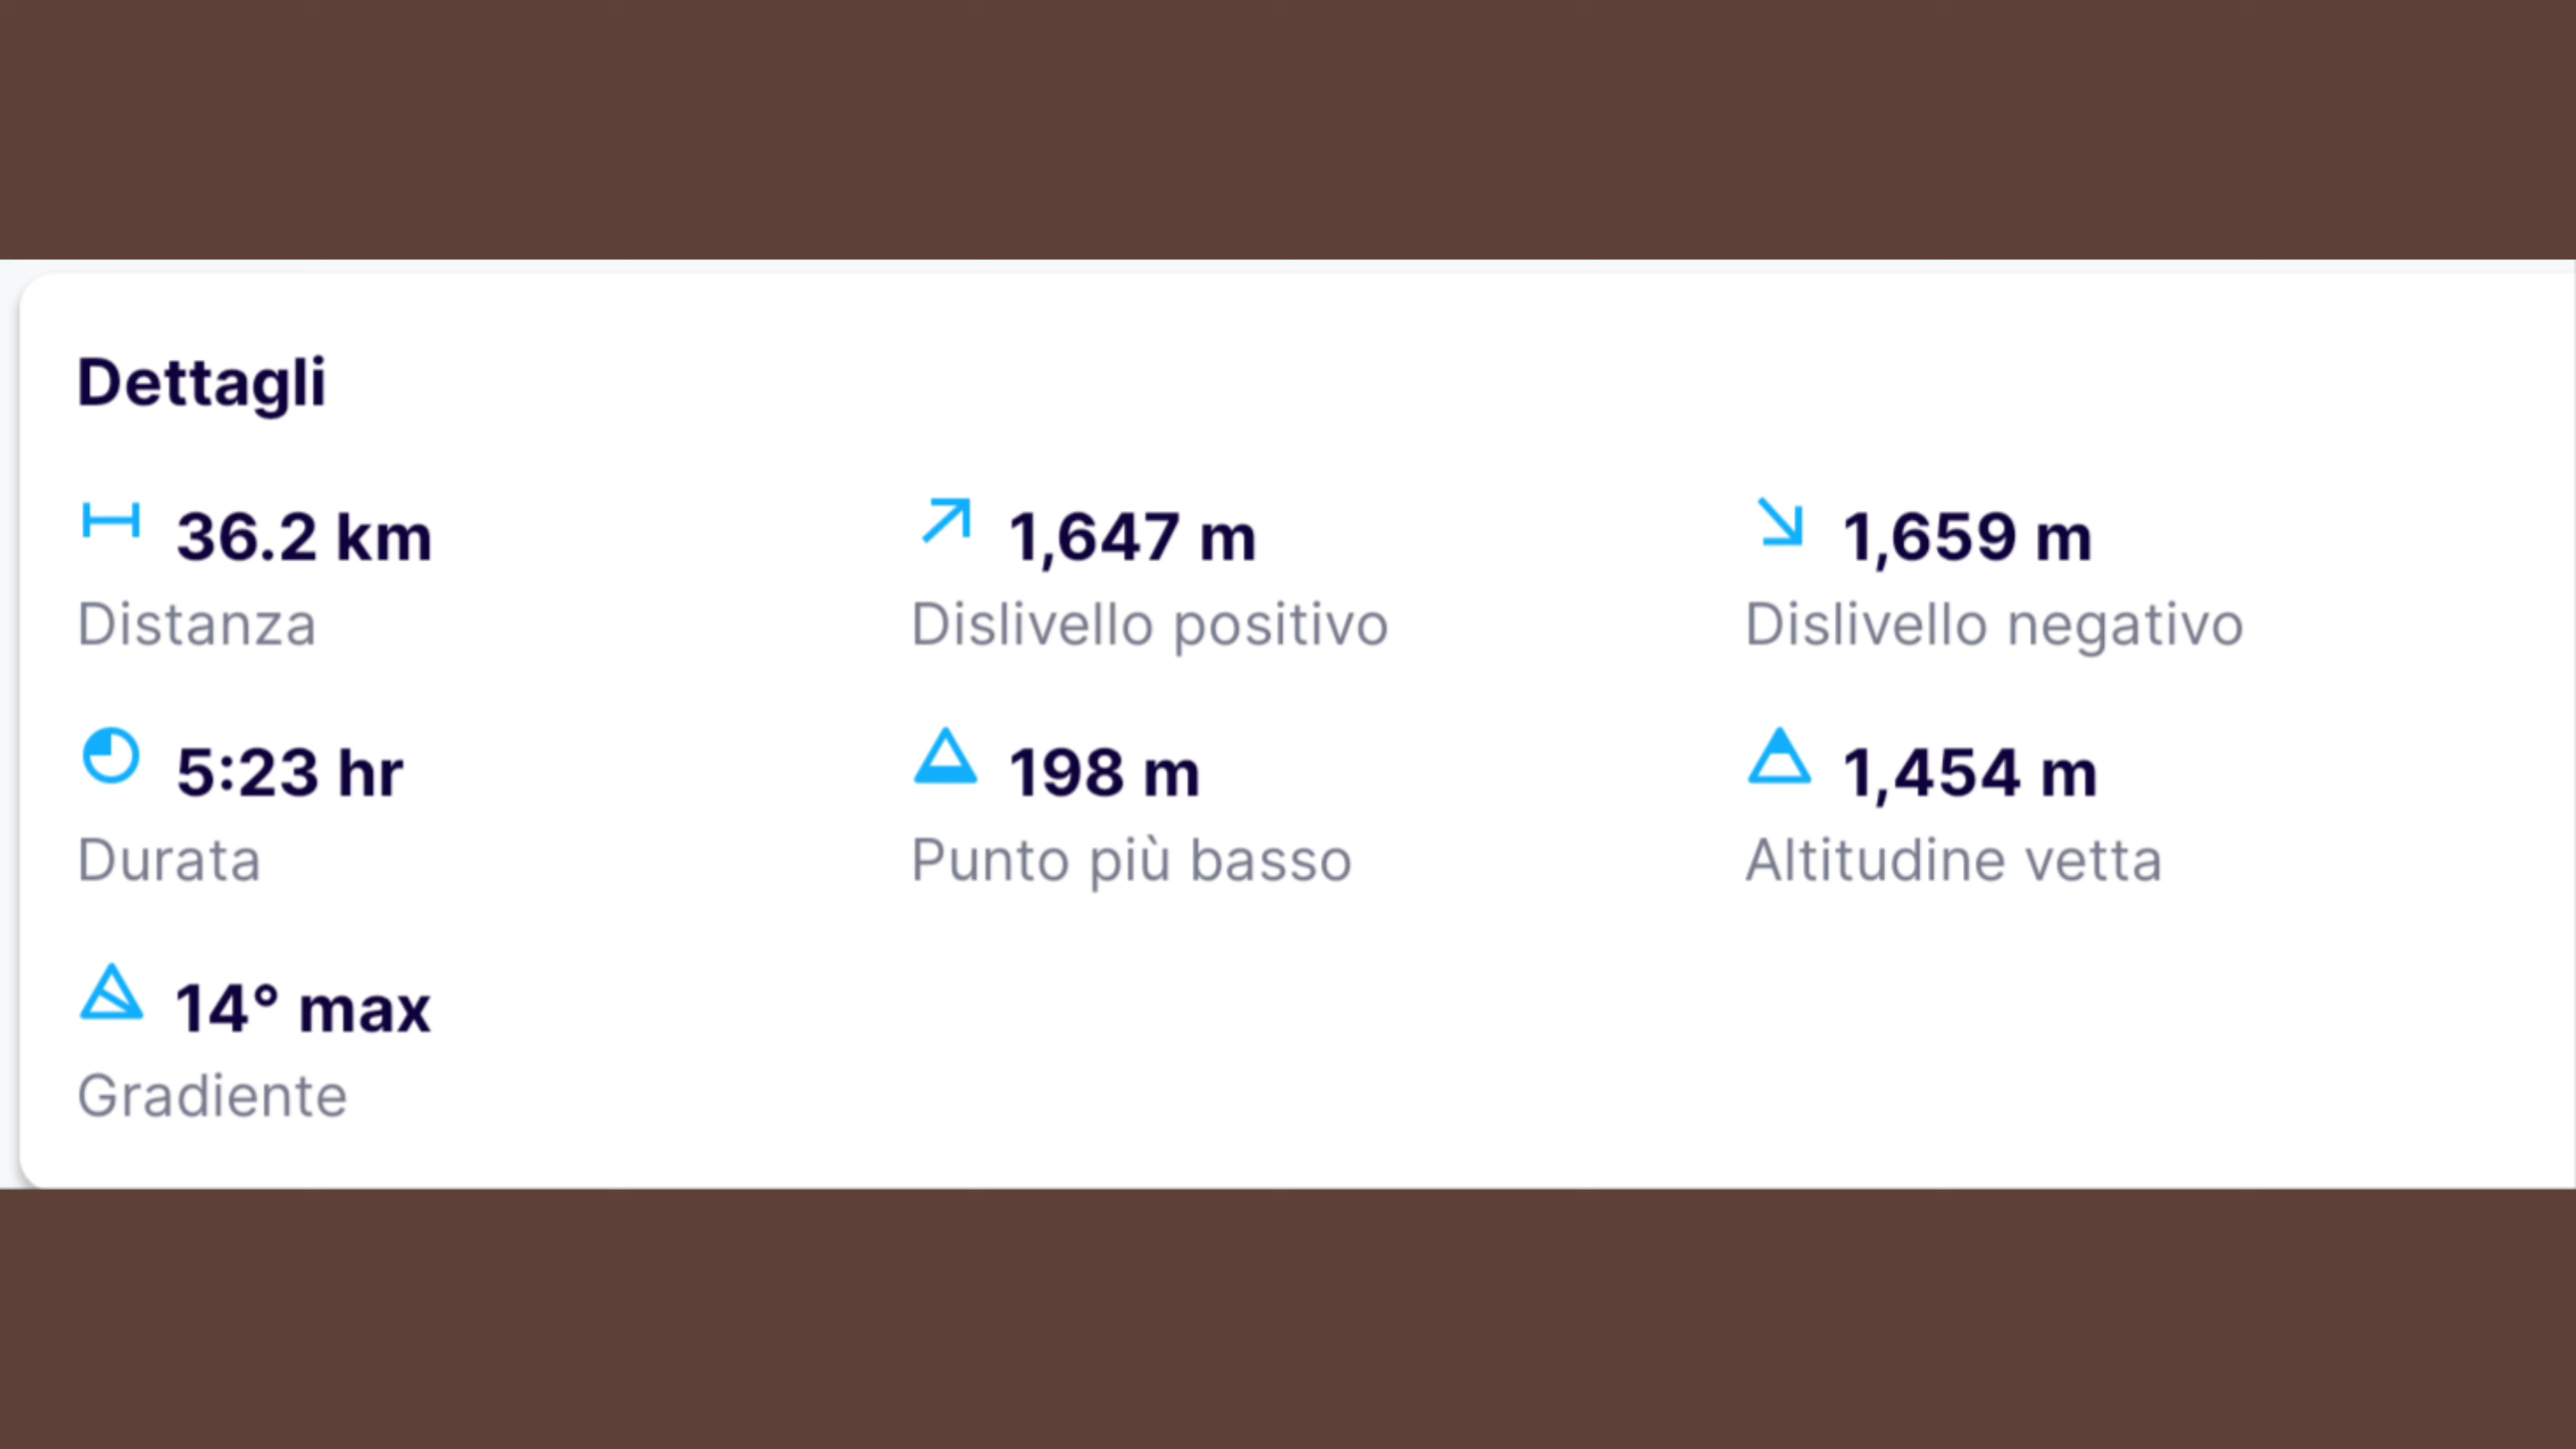 Dettagli
36.2 km 1,647 m 1,659 m
Distanza Dislivello positivo Dislivello negativo
5:23 hr 198 m 1,454 m
Durata Punto più basso Altitudine vetta
14° max
Gradiente